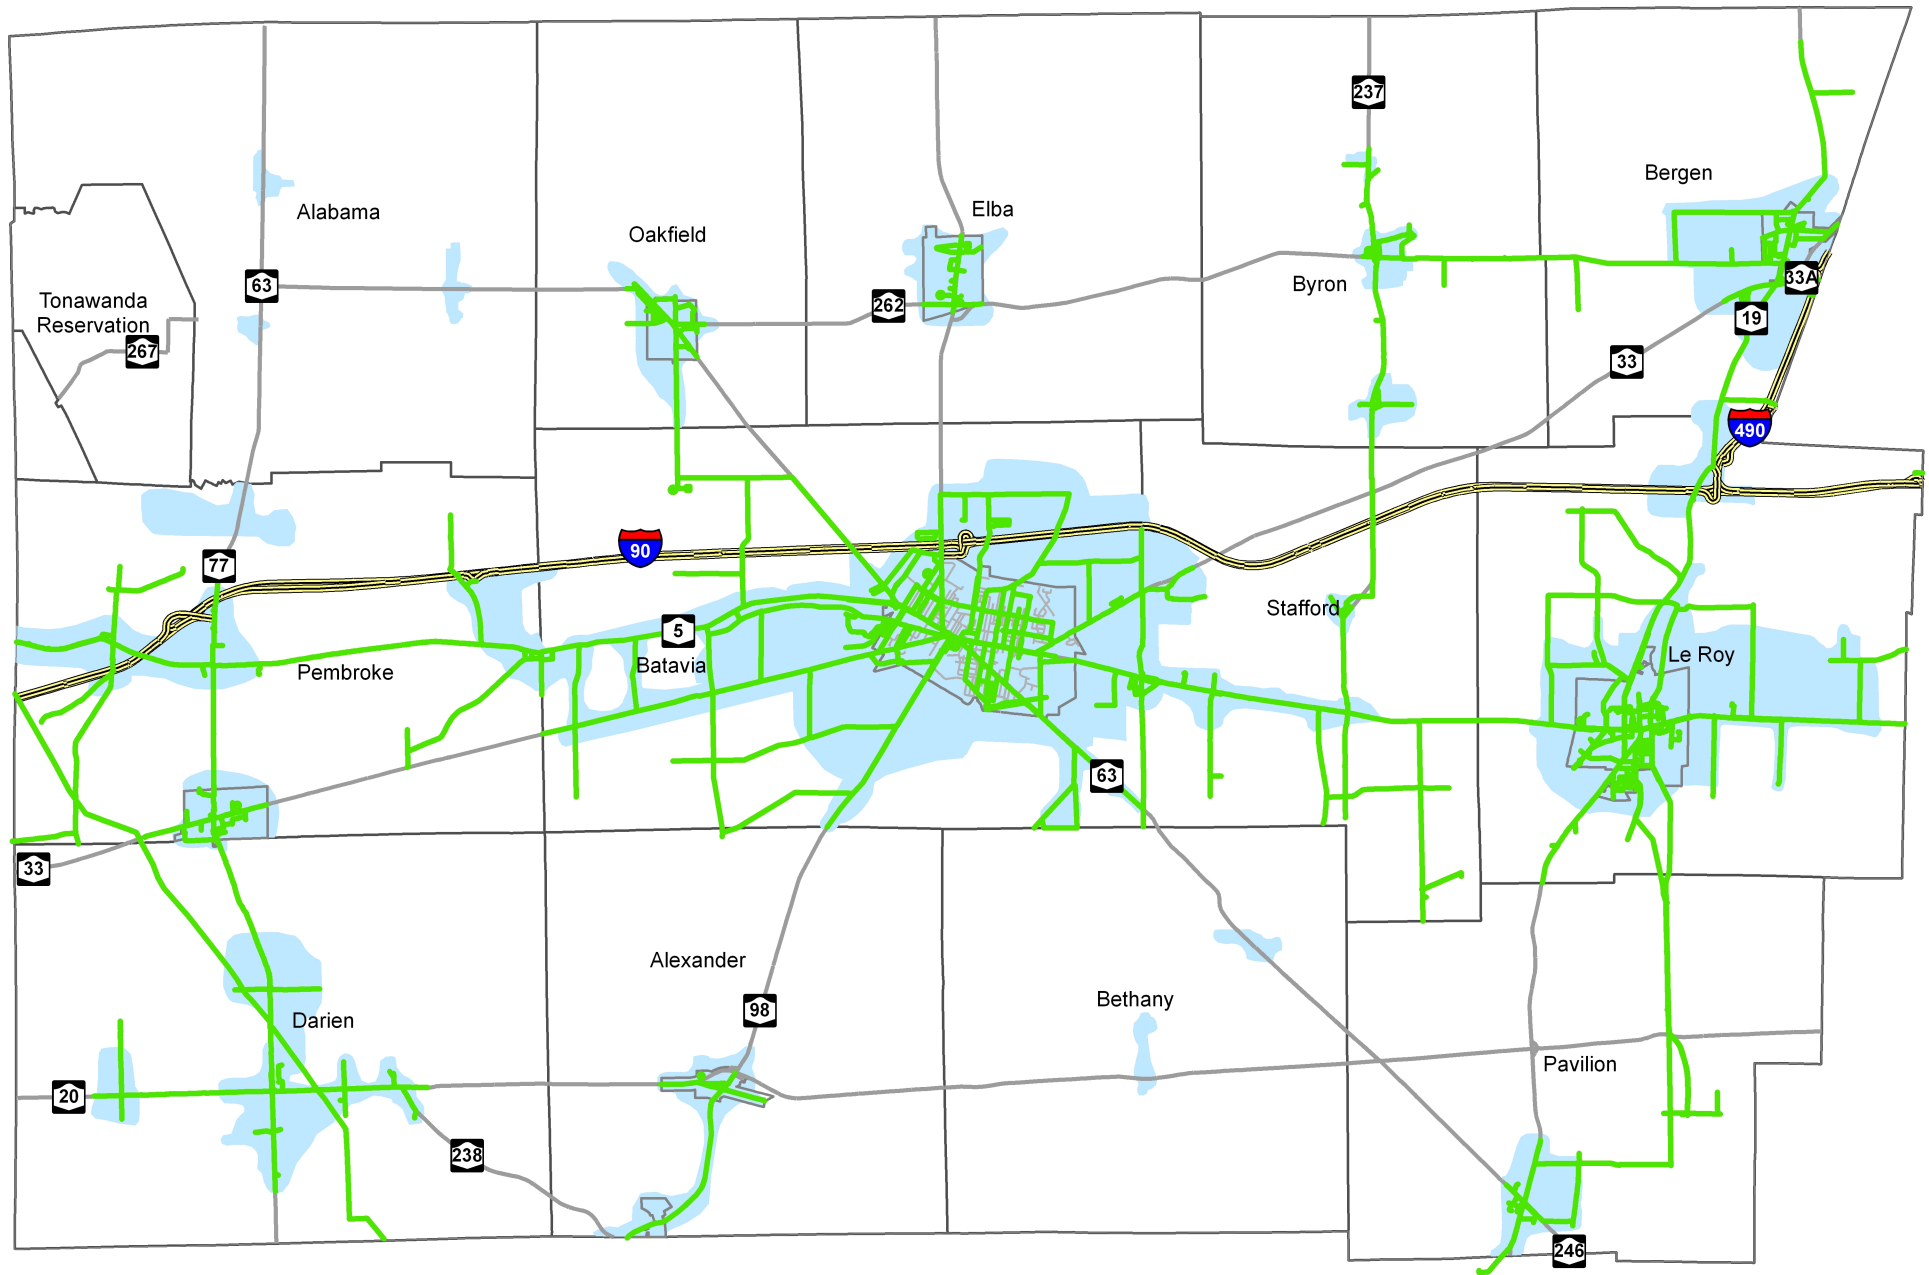 237
Bergen
Alabama
Elba
Oakfield
63
Byron
33A
Tonawanda
Reservation
262
19
267
33
490
90
77
Stafford
5
Batavia
Le Roy
Pembroke
63
33
Alexander
Bethany
98
Darien
Pavilion
20
238
246